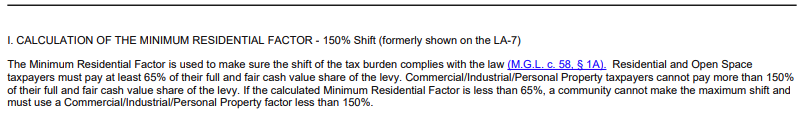 I. CALCULATION OF THE MINIMUM RESIDENTIAL FACTOR - 150% Shift (formerly shown on the LA-7)
The Minimum Residential Factor is used to make sure the shift of the tax burden complies with the law (M.G.L. c. 58, § 1A). Residential and Open Space
taxpayers must pay at least 65% of their full and fair cash value share of the levy. Commercial/Industrial/Personal Property taxpayers cannot pay more than 150%
of their full and fair cash value share of the levy. If the calculated Minimum Residential Factor is less than 65%, a community cannot make the maximum shift and
must use a Commercial/Industrial/Personal Property factor less than 150%.